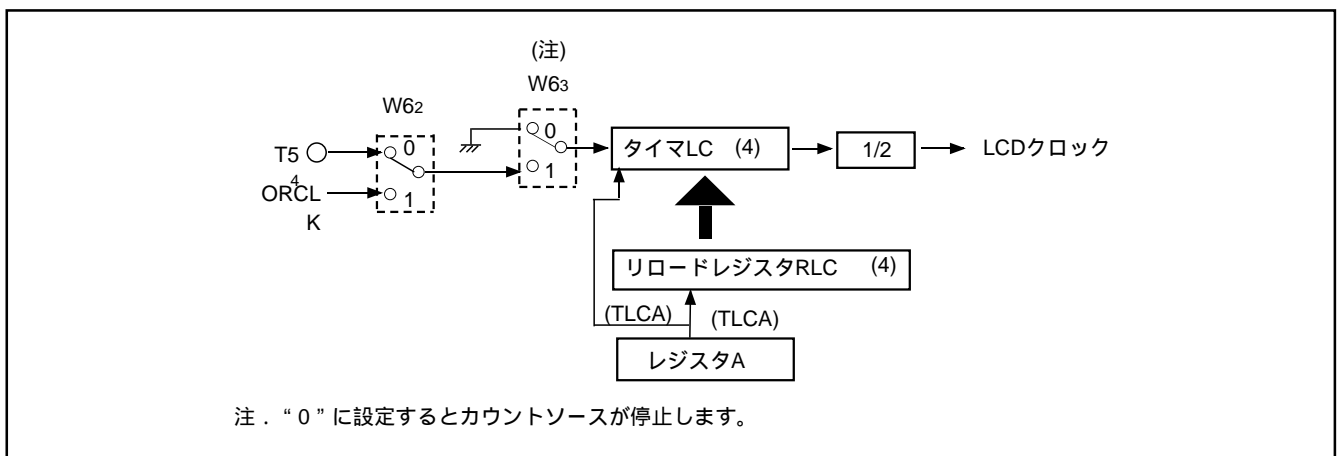 (注)
W63
W62
0
1
T5
4
ORCL
K
0
1
タイマLC (4)
1/2
LCDクロック
リロードレジスタRLC (4)
(TLCA)
(TLCA)
レジスタA
注．“０”に設定するとカウントソースが停止します。